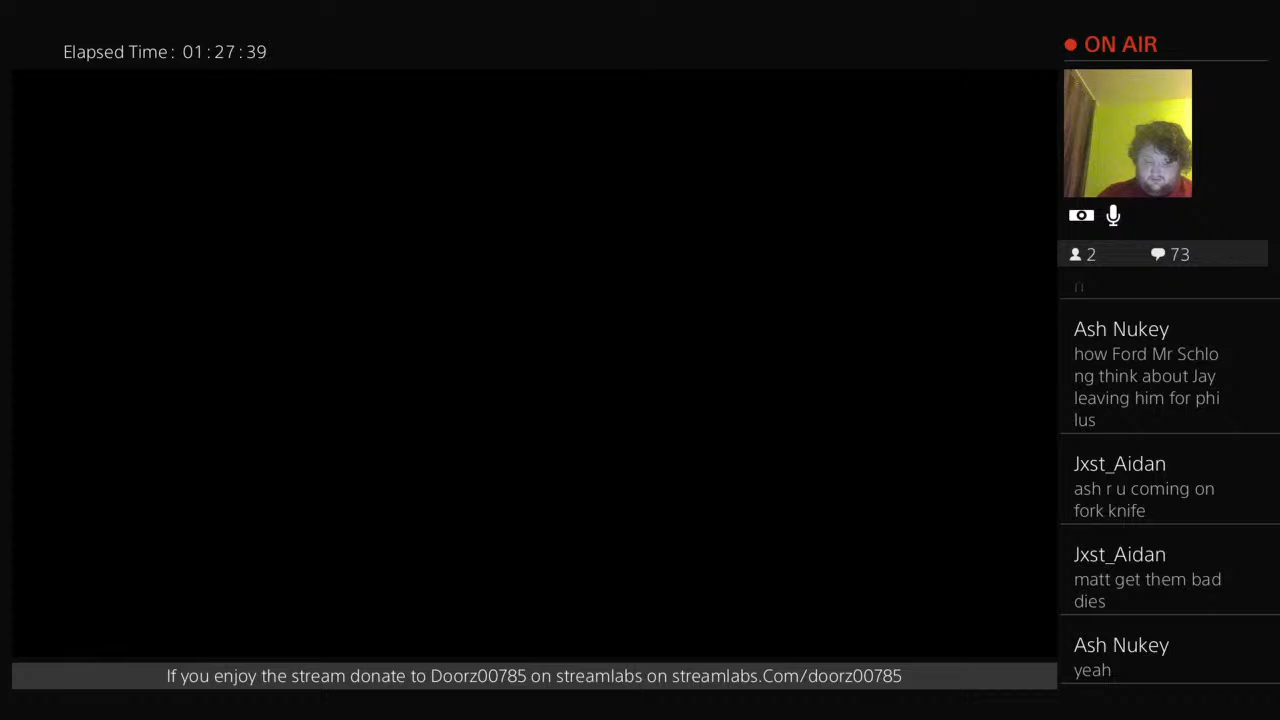 Elapsed Time: 01:27:39
ON AIR
2 73
n
Ash Nukey
how Ford Mr Schlo
ng think about Jay
leaving him for phi
lus
Jxst_Aidan
ash r u coming on
fork knife
Jxst_Aidan
matt get them bad
dies
Ash Nukey
yeah
If you enjoy the stream donate to Doorz00785 on streamlabs on streamlabs.Com/doorz00785